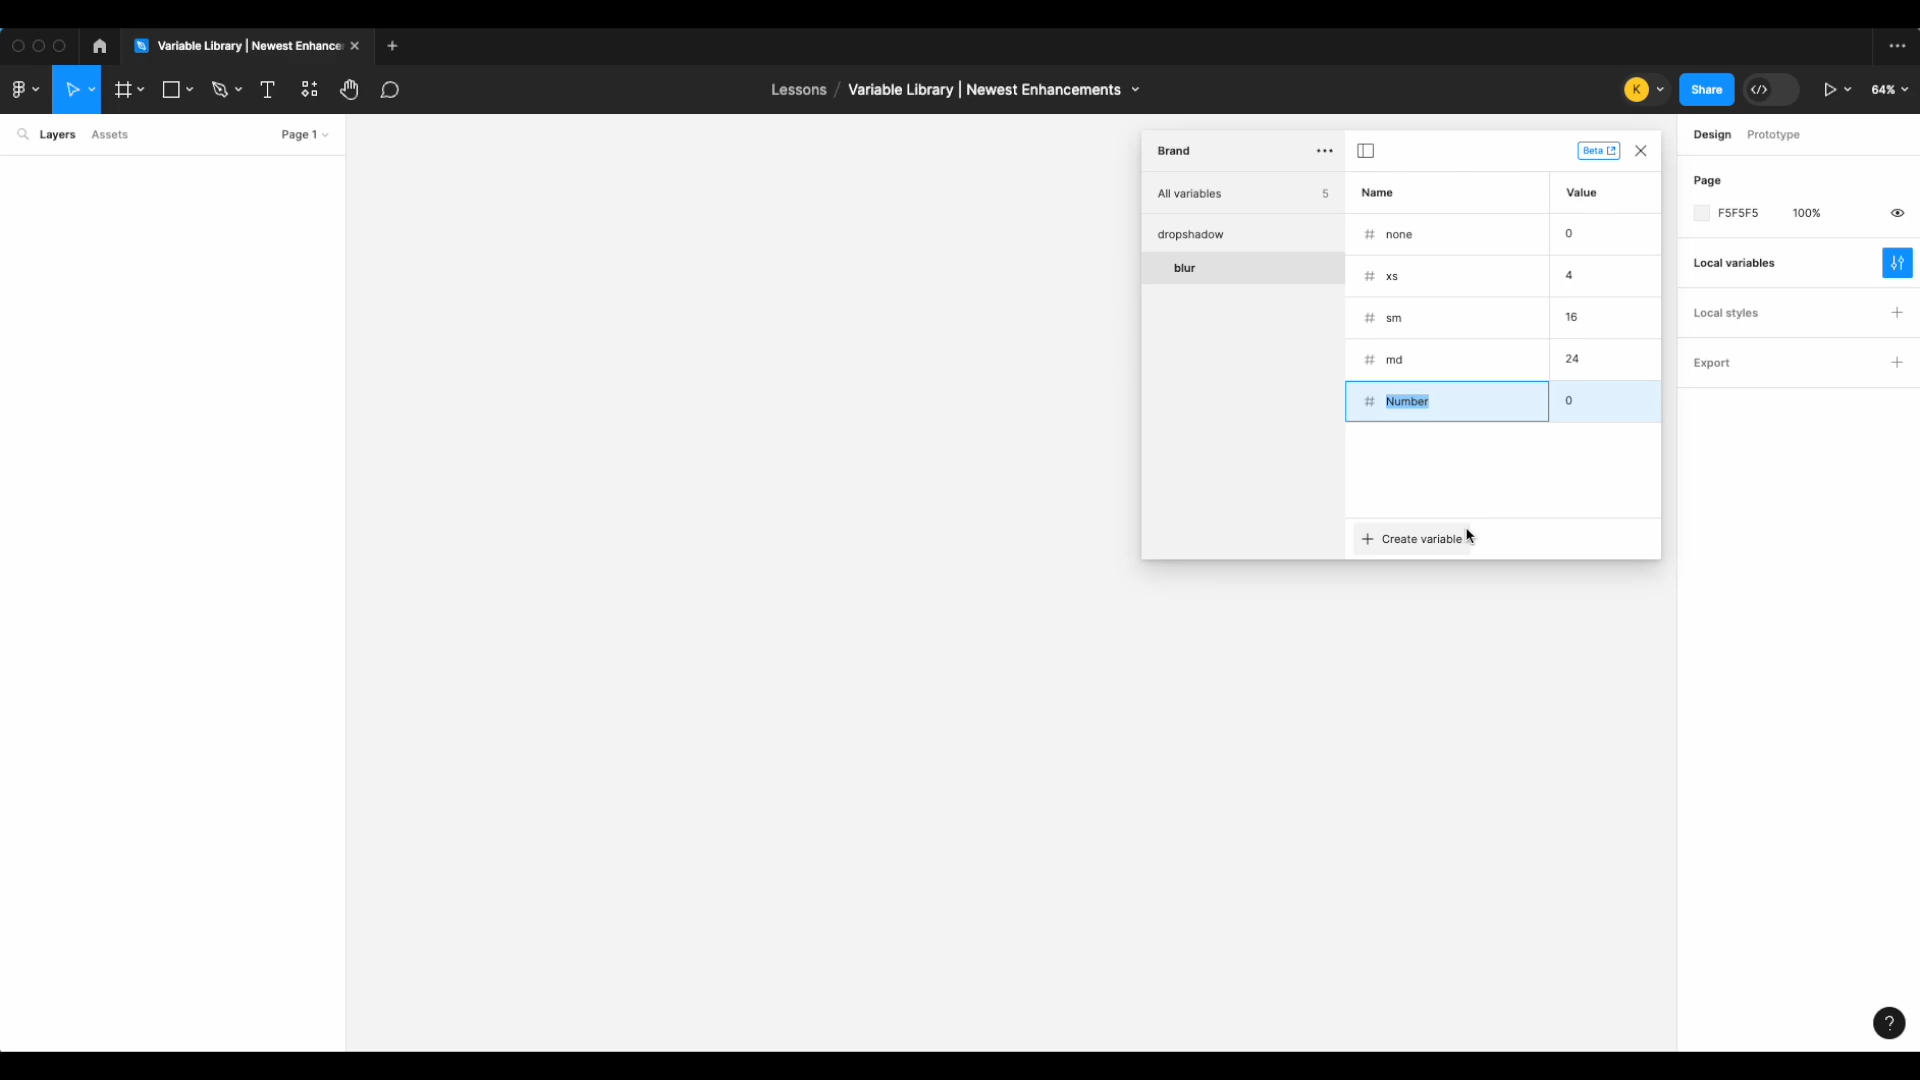 Variable Library | Newest Enhance
Lessons / Variable Library | Newest Enhancements
K
Share
64%
Layers Assets Page 1
Brand
Beta
Design Prototype
All variables 5
Name Value
Page
F5F5F5 100%
dropshadow
# none 0
blur
# xs 4
Local variables
# sm 16
Local styles
# md 24
Export
# Number 0
+ Create variable
?